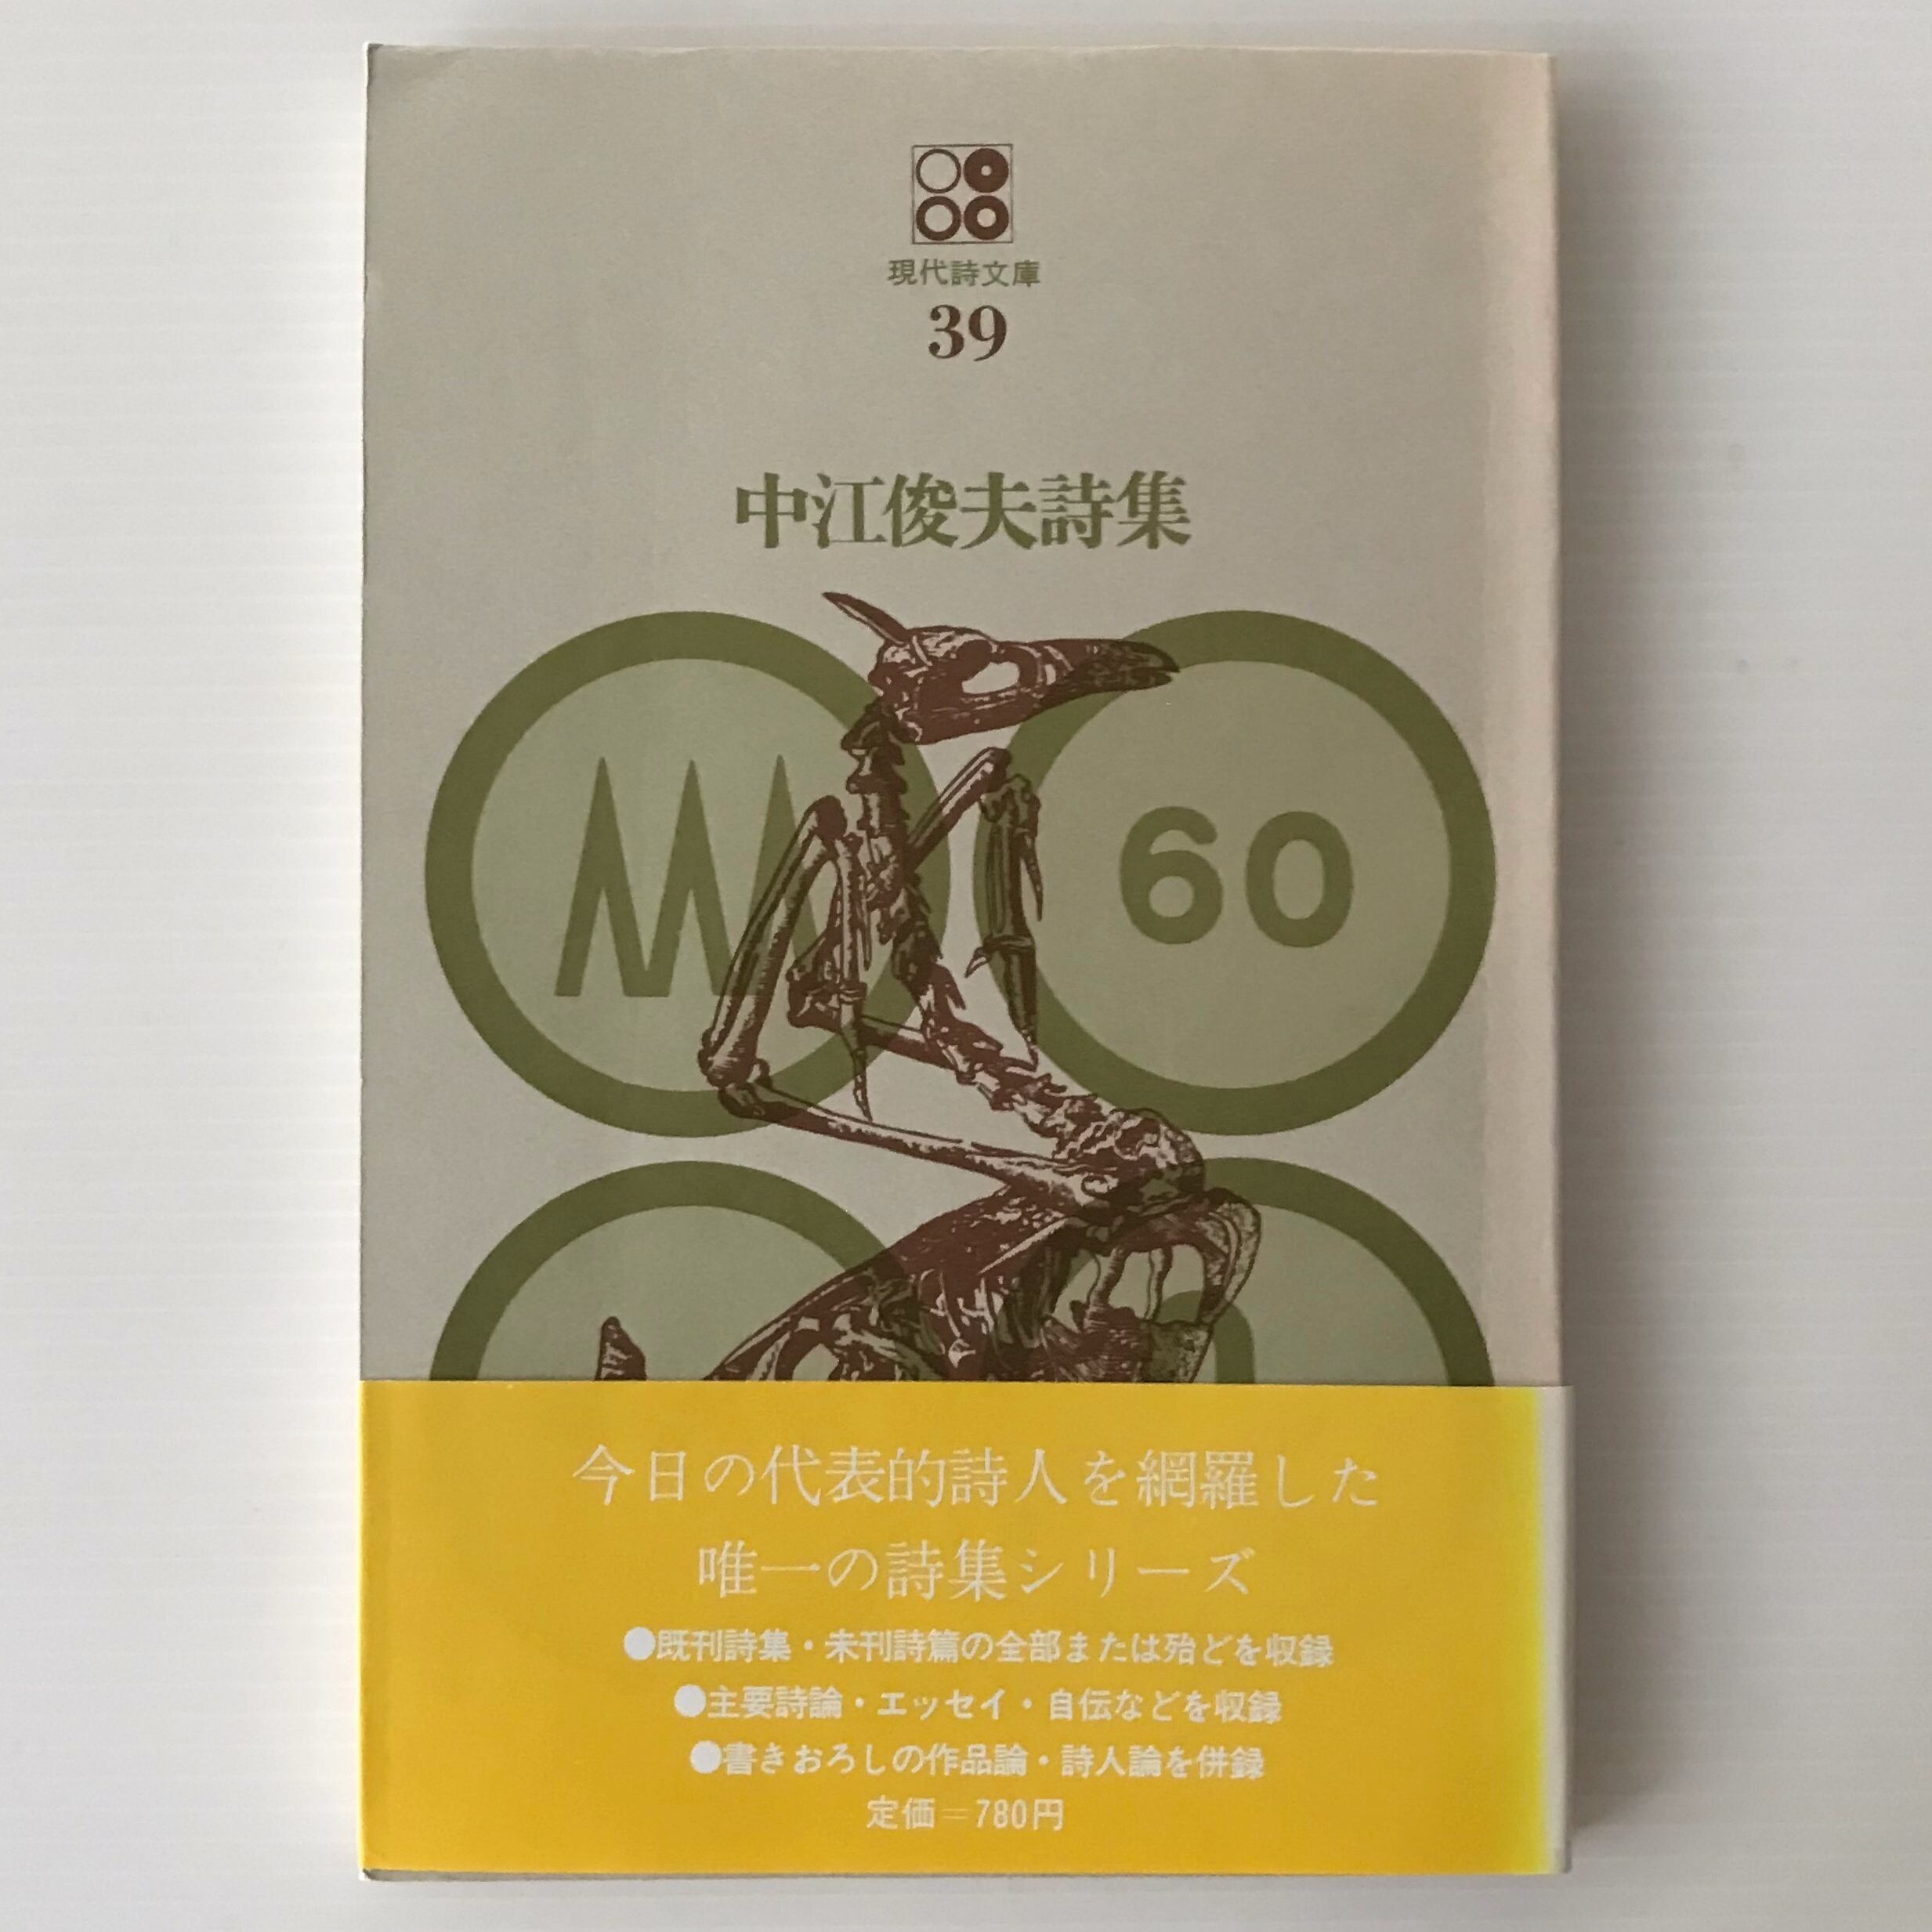 現代詩文庫
39
中江俊夫詩集
60
今日の代表的詩人を網羅した
唯一の詩集シリーズ
●既刊詩集・未刊詩篇の全部または殆どを収録
●主要詩論・エッセイ・自伝などを収録
●書きおろしの作品論・詩人論を併録
定価＝780円